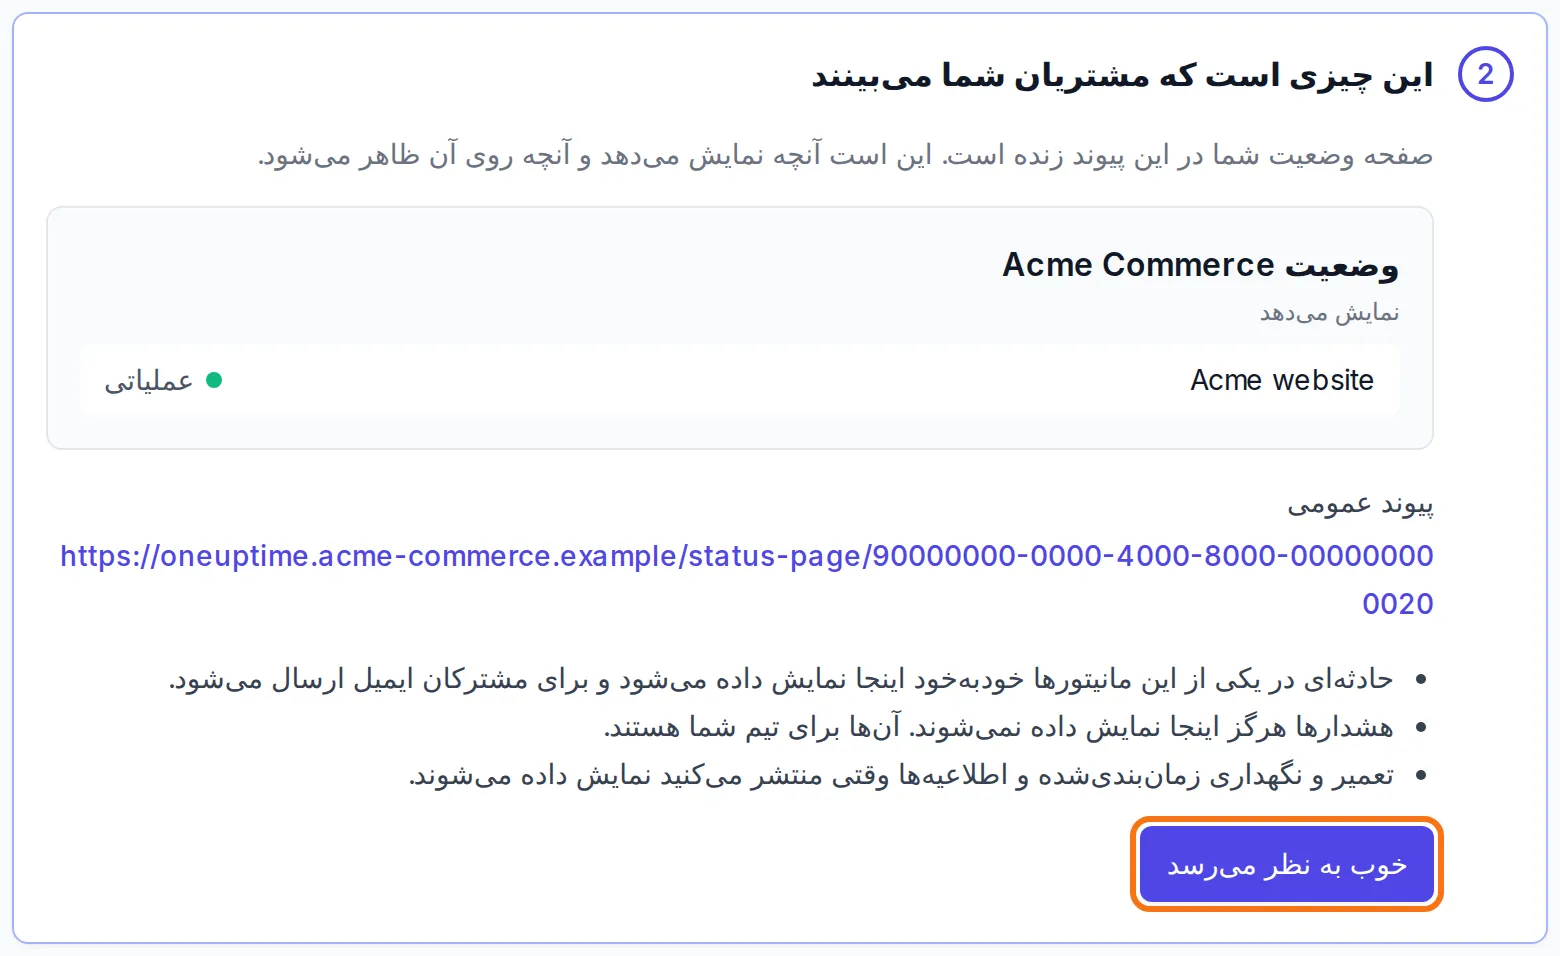 2
این چیزی است که مشتریان شما می‌بینند
صفحه وضعیت شما در این پیوند زنده است. این است آنچه نمایش می‌دهد و آنچه روی آن ظاهر می‌شود.
وضعیت Acme Commerce
نمایش می‌دهد
Acme website
عملیاتی
پیوند عمومی
https://oneuptime.acme-commerce.example/status-page/90000000-0000-4000-8000-00000000
0020
• حادثه‌ای در یکی از این مانیتورها خودبه‌خود اینجا نمایش داده می‌شود و برای مشترکان ایمیل ارسال می‌شود.
• هشدارها هرگز اینجا نمایش داده نمی‌شوند. آن‌ها برای تیم شما هستند.
• تعمیر و نگهداری زمان‌بندی‌شده و اطلاعیه‌ها وقتی منتشر می‌کنید نمایش داده می‌شوند.
خوب به نظر می‌رسد